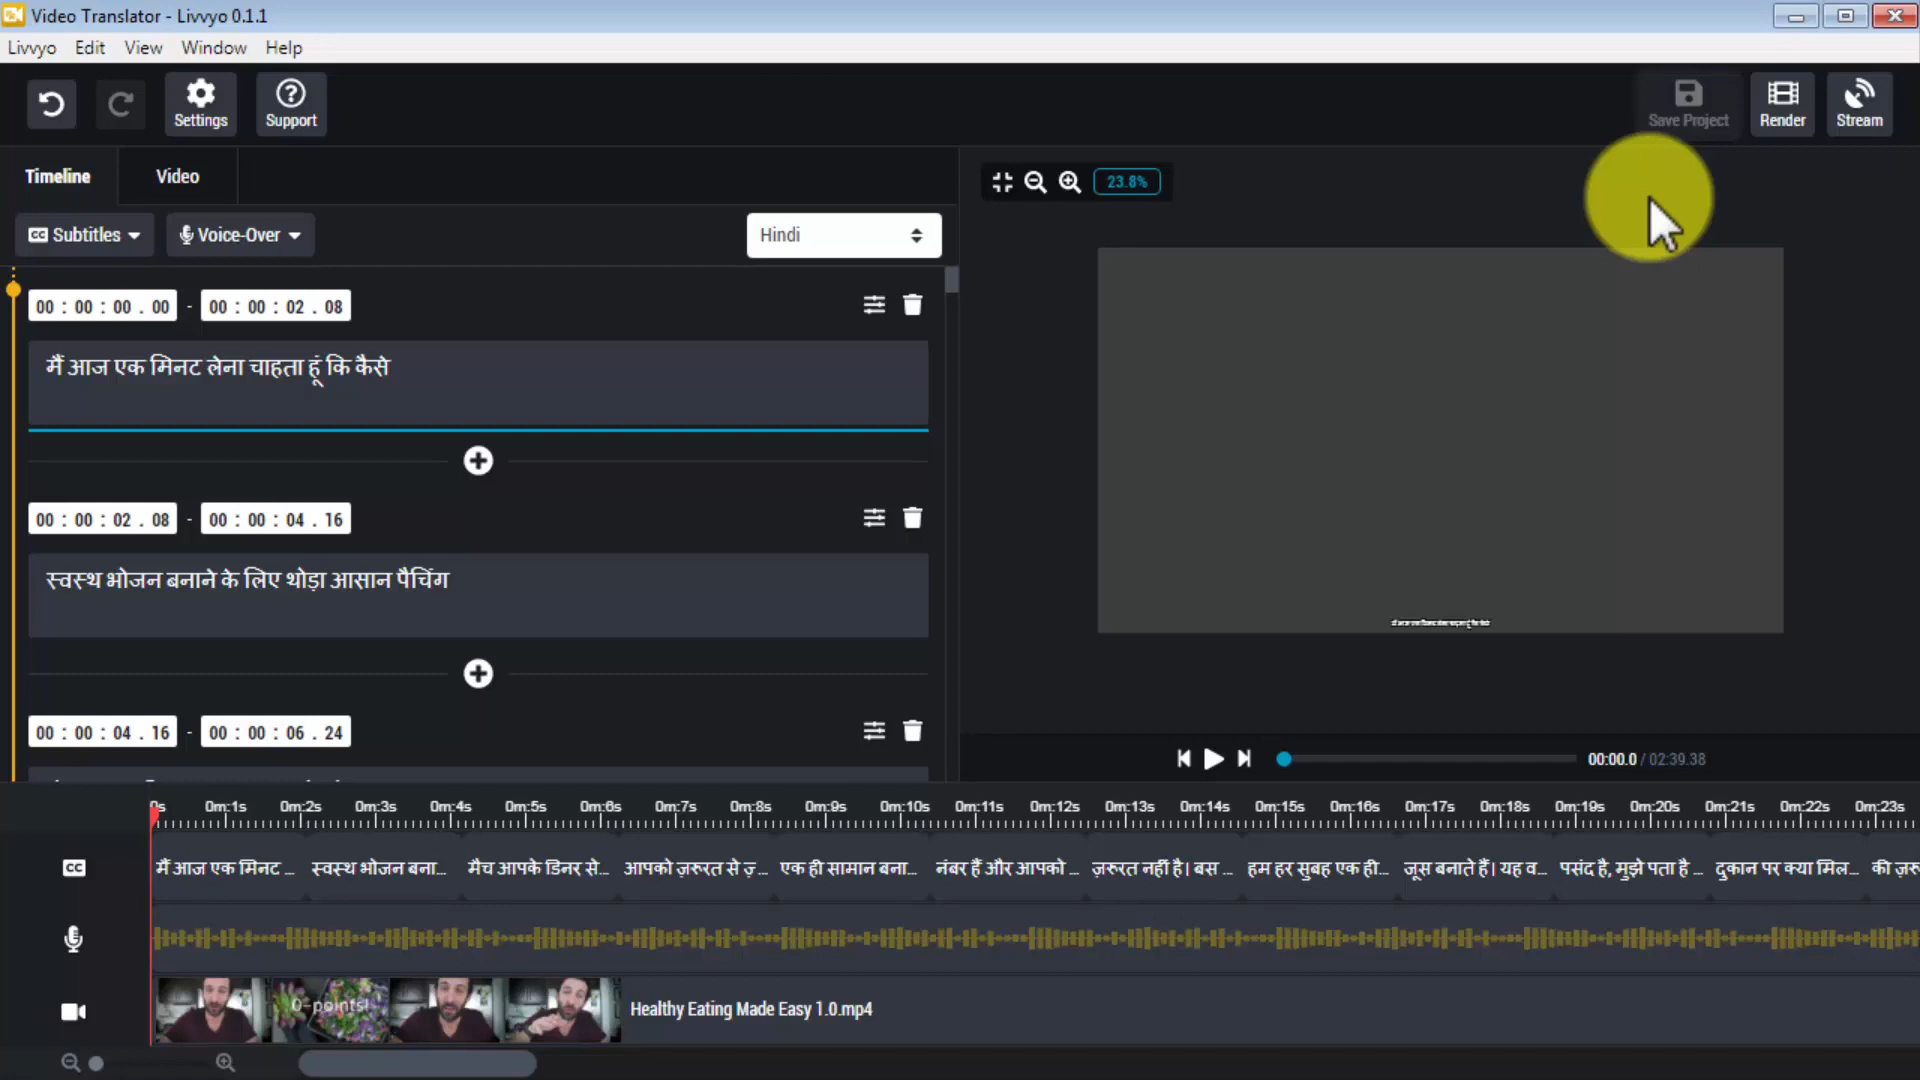 Video Translator - Livvyo 0.1.1
Livvyo Edit View Window Help
Settings
Support
Save Project
Render
Stream
Timeline
Video
Subtitles
Voice-Over
Hindi
23.8%
00 : 00 : 00 . 00 - 00 : 00 : 02 . 08
मैं आज एक मिनट लेना चाहता हूं कि कैसे
00 : 00 : 02 . 08 - 00 : 00 : 04 . 16
स्वस्थ भोजन बनाने के लिए थोड़ा आसान पैचिंग
00 : 00 : 04 . 16 - 00 : 00 : 06 . 24
00:00.0 / 02:39.38
0s 0m:1s 0m:2s 0m:3s 0m:4s 0m:5s 0m:6s 0m:7s 0m:8s 0m:9s 0m:10s 0m:11s 0m:12s 0m:13s 0m:14s 0m:15s 0m:16s 0m:17s 0m:18s 0m:19s 0m:20s 0m:21s 0m:22s 0m:23s
CC मैं आज एक मिनट ... स्वस्थ भोजन बना... मैच आपके डिनर से... आपको ज़रूरत से ज़्... एक ही सामान बना... नंबर हैं और आपको ... ज़रूरत नहीं है। बस ... हम हर सुबह एक ही... जूस बनाते हैं। यह व... पसंद है, मुझे पता है ... दुकान पर क्या मिल... की
0-points!
Healthy Eating Made Easy 1.0.mp4